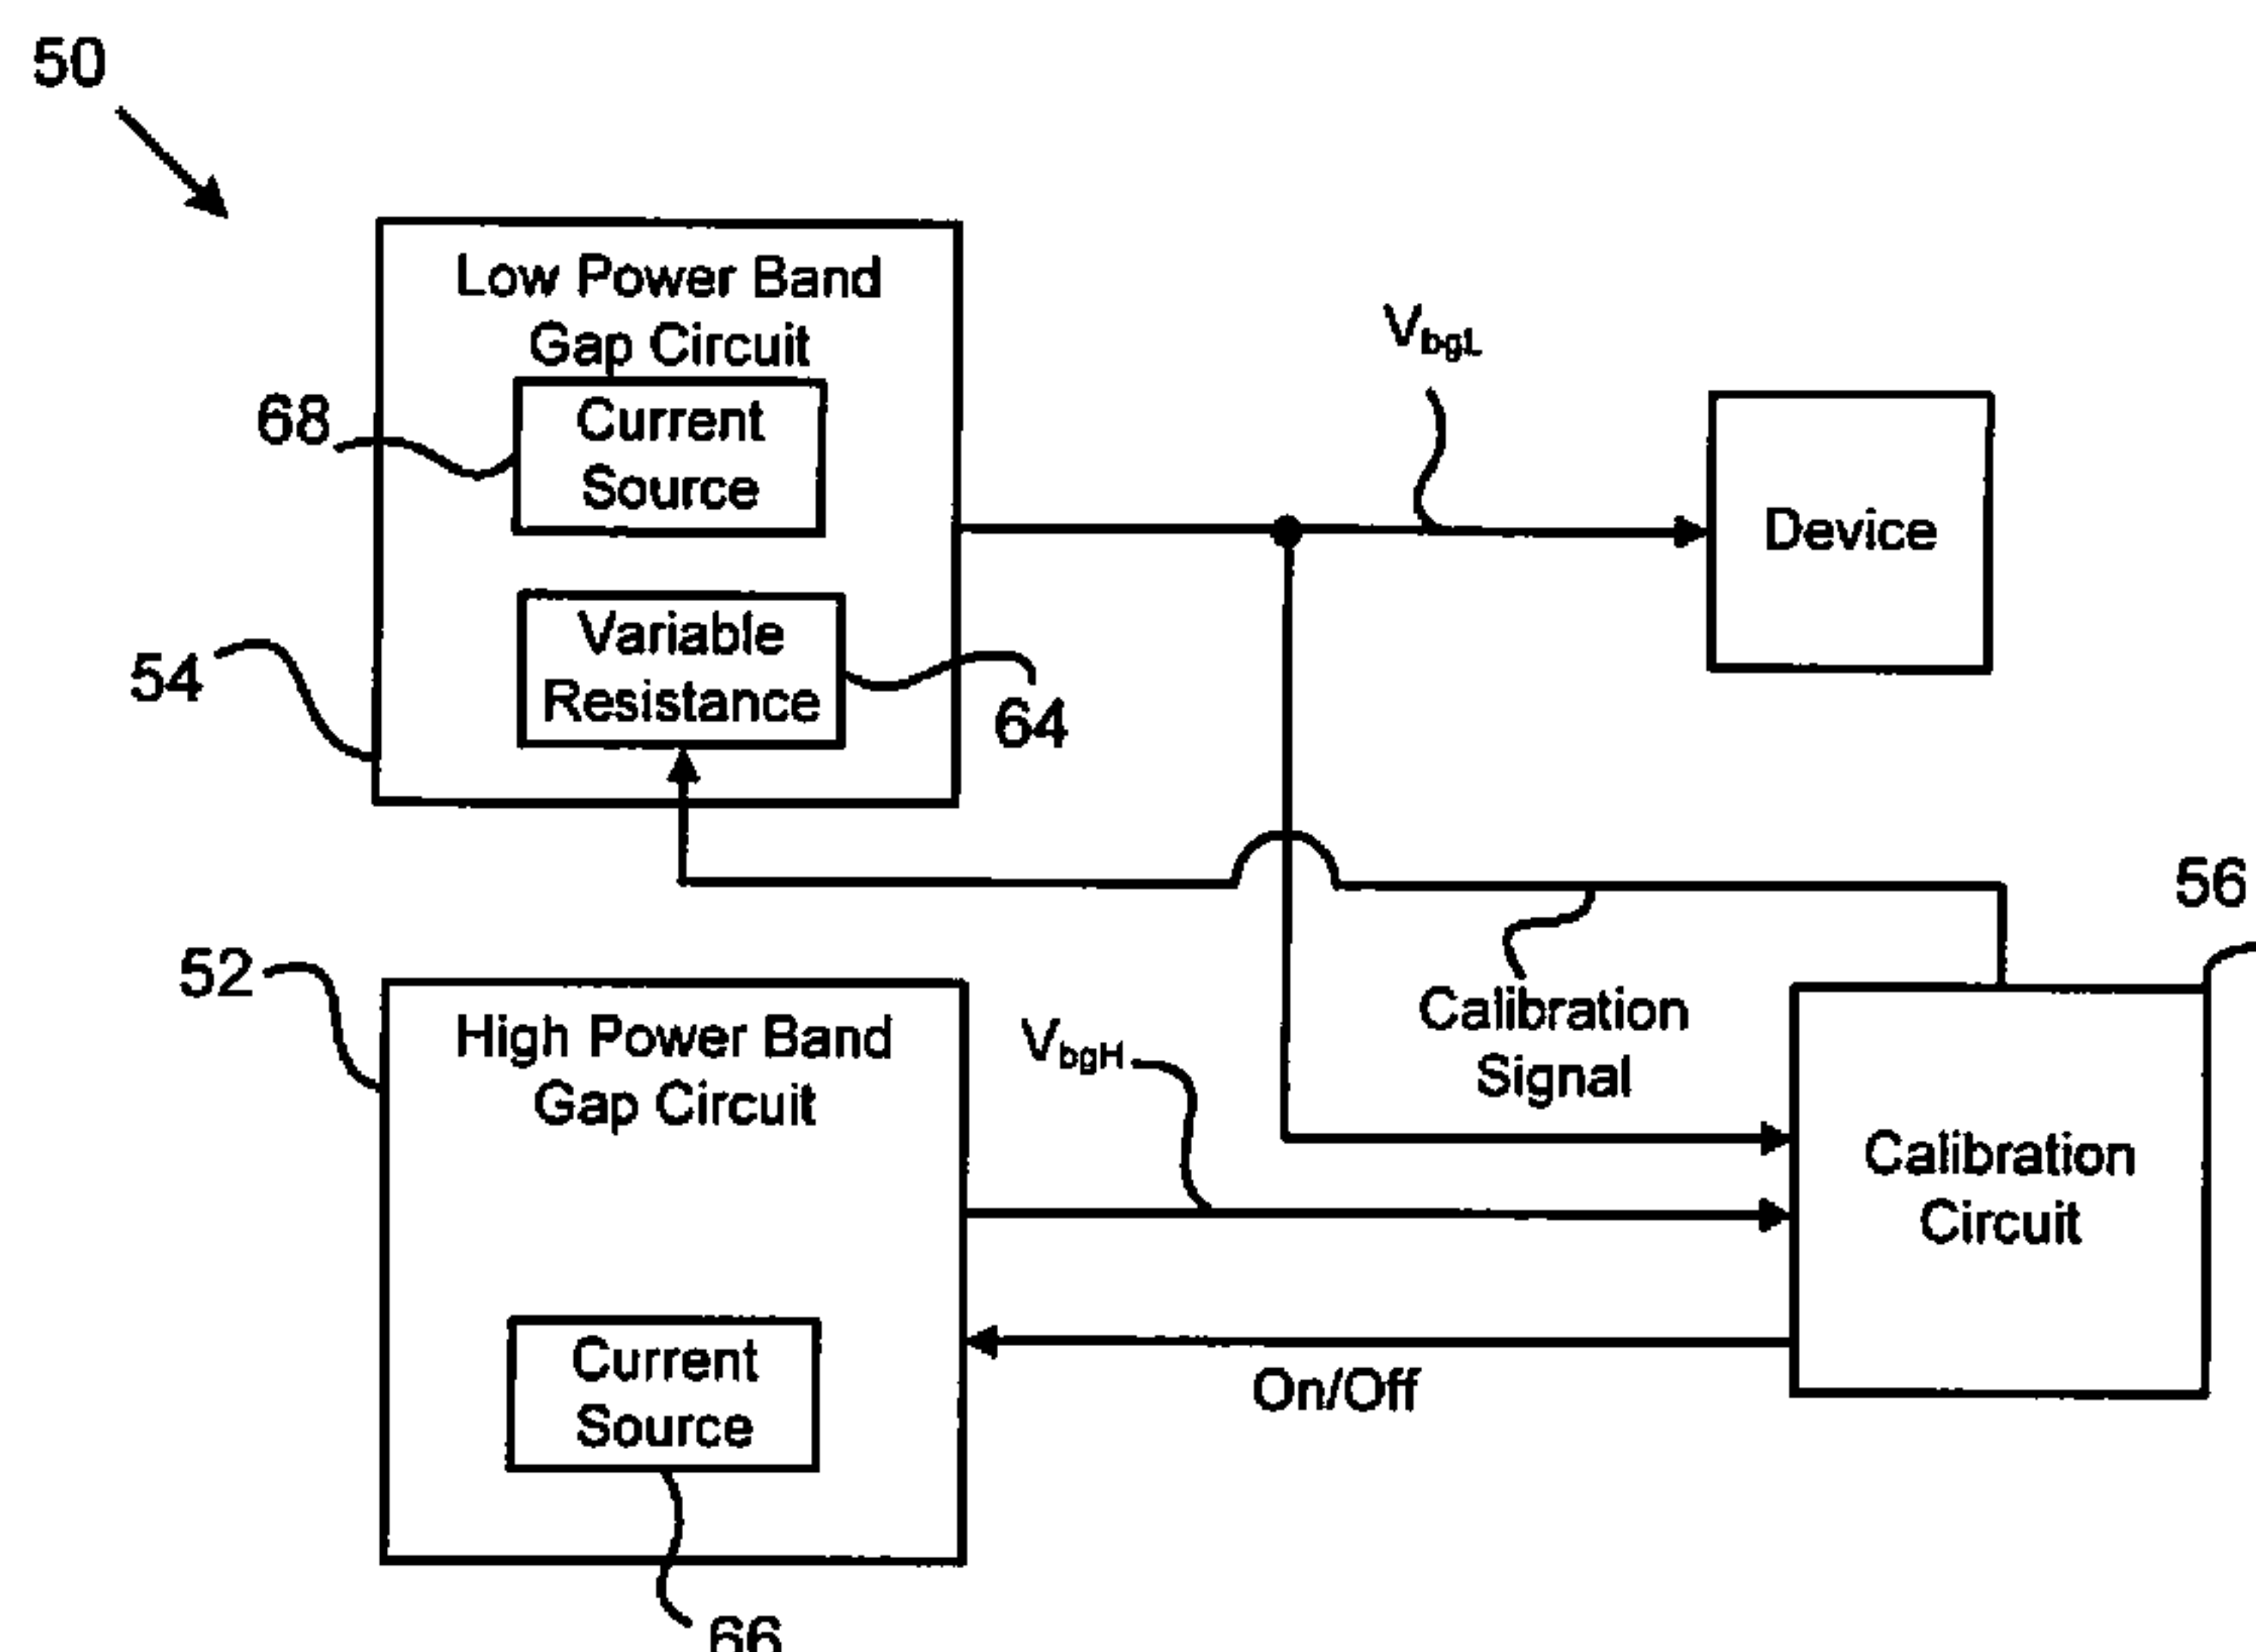 50
Low Power Band
Gap Circuit
68
Current
Source
VbgL
Device
Variable
Resistance
54
64
56
52
High Power Band
Gap Circuit
VbgH
Calibration
Signal
Calibration
Circuit
Current
Source
On/Off
66